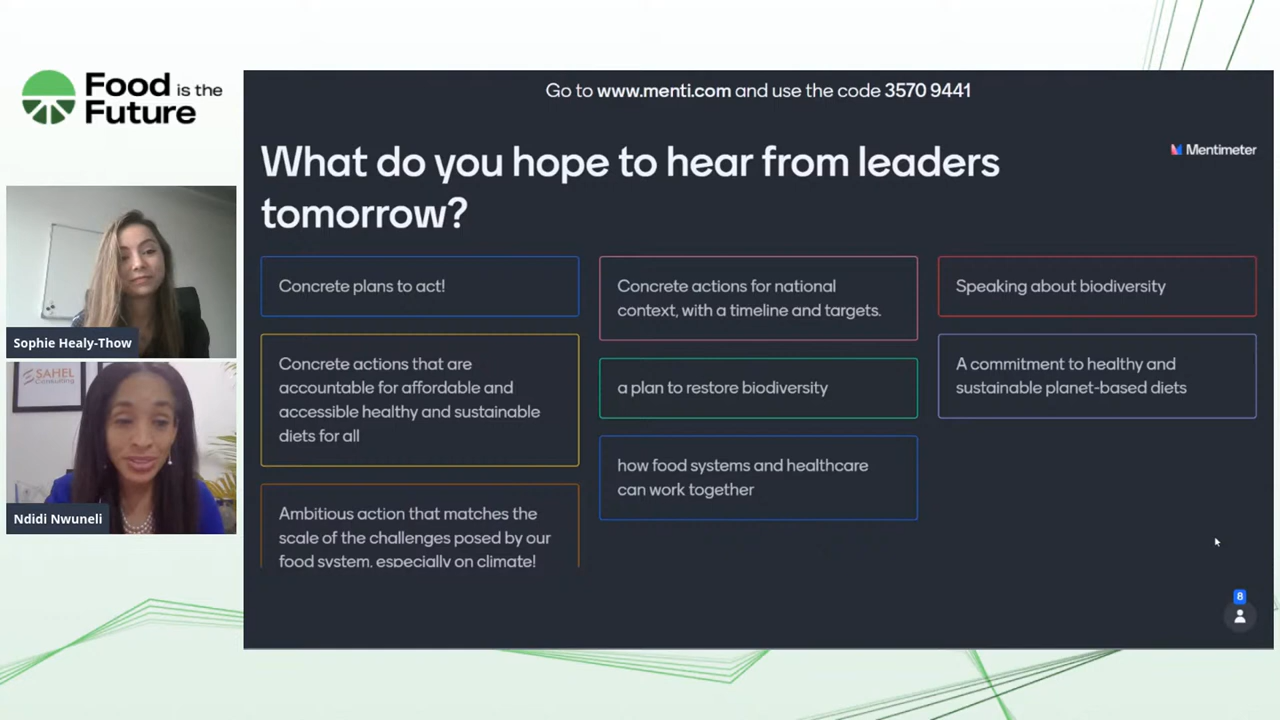 Food is the
Future
Go to www.menti.com and use the code 3570 9441
What do you hope to hear from leaders
tomorrow?
Mentimeter
Concrete plans to act!
Concrete actions that are
accountable for affordable and
accessible healthy and sustainable
diets for all
Ambitious action that matches the
scale of the challenges posed by our
food system, especially on climate!
Concrete actions for national
context, with a timeline and targets.
a plan to restore biodiversity
how food systems and healthcare
can work together
Speaking about biodiversity
A commitment to healthy and
sustainable planet-based diets
8
Sophie Healy-Thow
SAHEL
Consulting
Ndidi Nwuneli